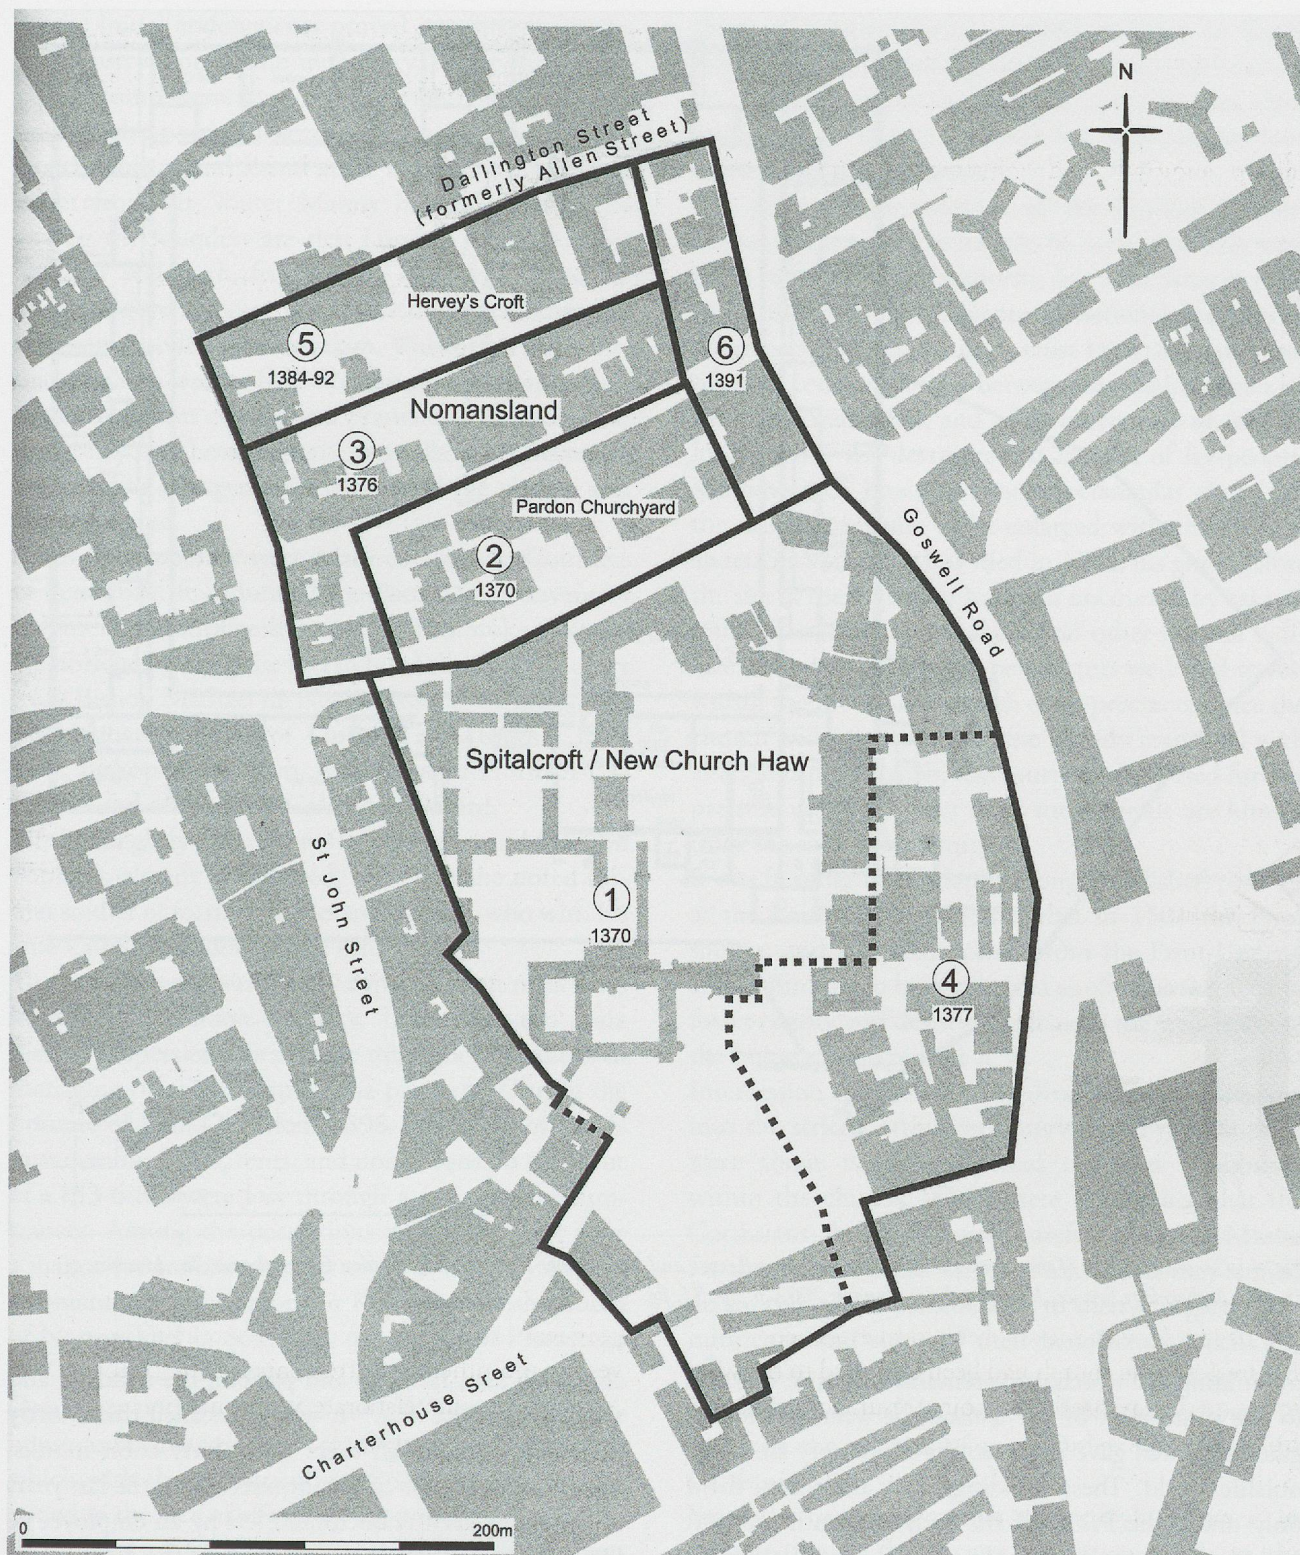 N
Dallington Street
(formerly Allen Street)
Hervey's Croft
5
1384-92
6
1391
Nomansland
3
1376
Pardon Churchyard
2
1370
Goswell Road
Spitalcroft / New Church Haw
St John Street
1
1370
4
1377
Charterhouse Sreet
0
200m